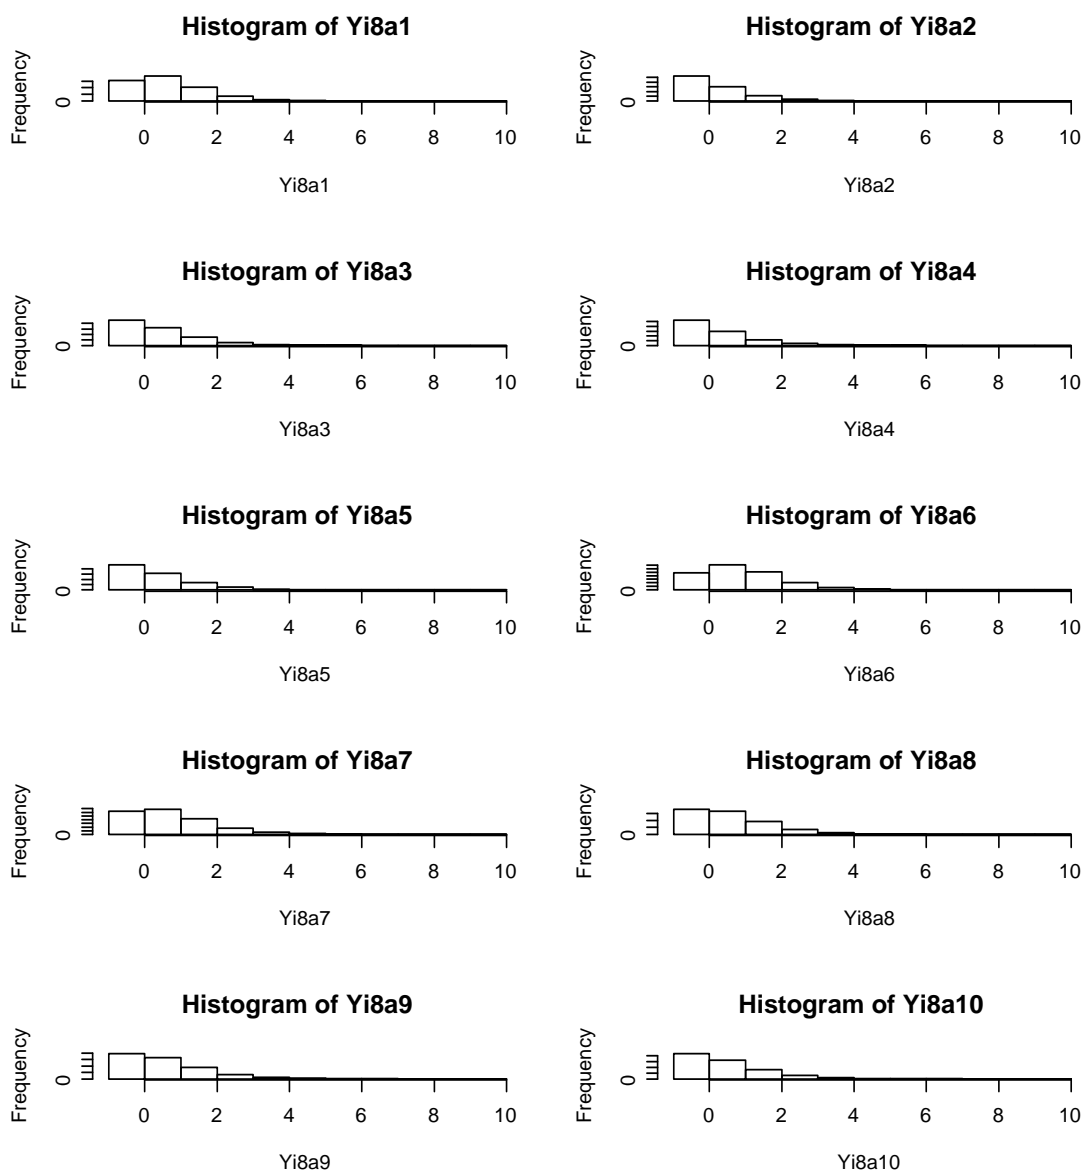 Histogram of Yi8a1
Frequency
0
0 2 4 6 8 10
Yi8a1
Histogram of Yi8a2
Frequency
0
0 2 4 6 8 10
Yi8a2
Histogram of Yi8a3
Frequency
0
0 2 4 6 8 10
Yi8a3
Histogram of Yi8a4
Frequency
0
0 2 4 6 8 10
Yi8a4
Histogram of Yi8a5
Frequency
0
0 2 4 6 8 10
Yi8a5
Histogram of Yi8a6
Frequency
0
0 2 4 6 8 10
Yi8a6
Histogram of Yi8a7
Frequency
0
0 2 4 6 8 10
Yi8a7
Histogram of Yi8a8
Frequency
0
0 2 4 6 8 10
Yi8a8
Histogram of Yi8a9
Frequency
0
0 2 4 6 8 10
Yi8a9
Histogram of Yi8a10
Frequency
0
0 2 4 6 8 10
Yi8a10